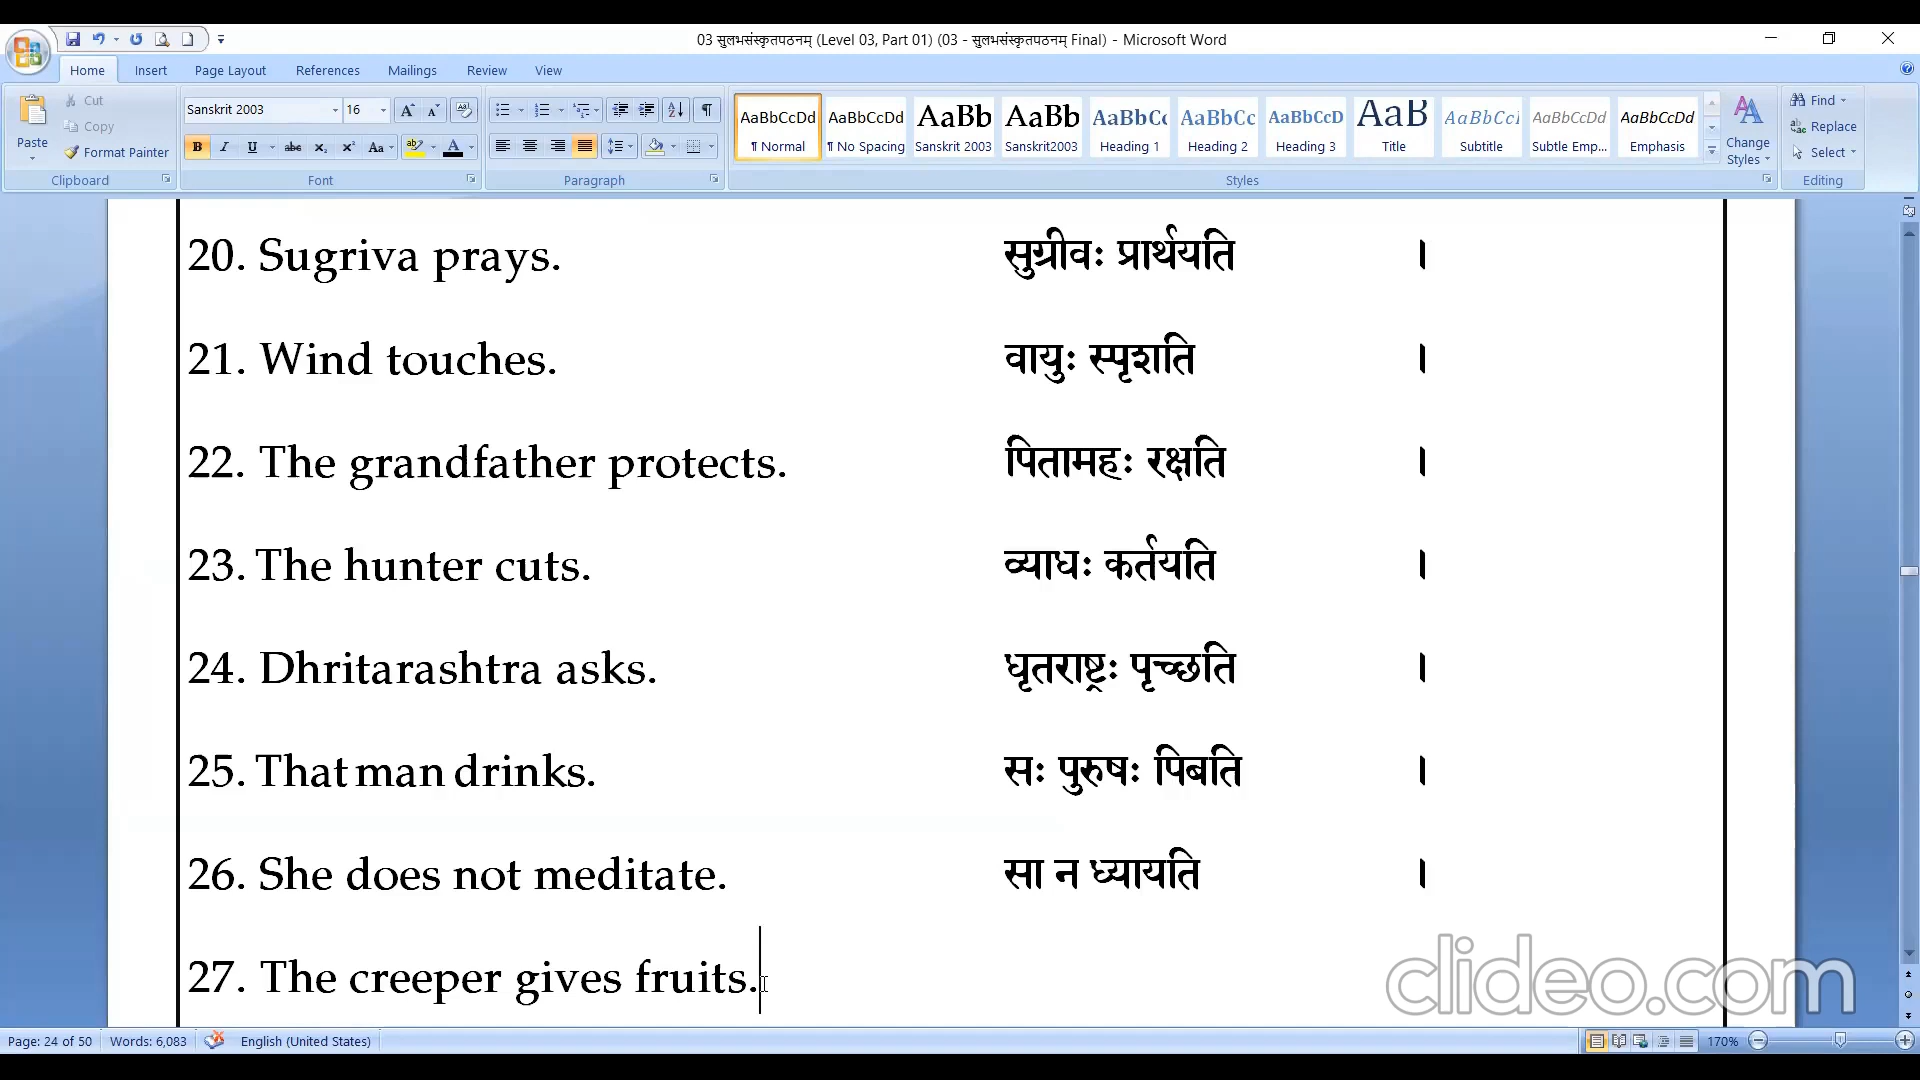 03 सुलभसंस्कृतपठनम् (Level 03, Part 01) (03 - सुलभसंस्कृतपठनम् Final) - Microsoft Word
Home Insert Page Layout References Mailings Review View
Paste Cut Copy Format Painter
Sanskrit 2003 16
AaBbCcDd AaBbCcDd AaBb AaBb AaBbCc AaBbCc AaBbCcD AaB AaBbCcI AaBbCcDd AaBbCcDd
¶ Normal ¶ No Spacing Sanskrit 2003 Sanskrit2003 Heading 1 Heading 2 Heading 3 Title Subtitle Subtle Emp... Emphasis
Change Styles
Find Replace Select
Clipboard Font Paragraph Styles Editing
20. Sugriva prays. सुग्रीवः प्रार्थयति ।
21. Wind touches. वायुः स्पृशति ।
22. The grandfather protects. पितामहः रक्षति ।
23. The hunter cuts. व्याधः कर्तयति ।
24. Dhritarashtra asks. धृतराष्ट्रः पृच्छति ।
25. That man drinks. सः पुरुषः पिबति ।
26. She does not meditate. सा न ध्यायति ।
27. The creeper gives fruits.
clideo.com
Page: 24 of 50 Words: 6,083 English (United States) 170%